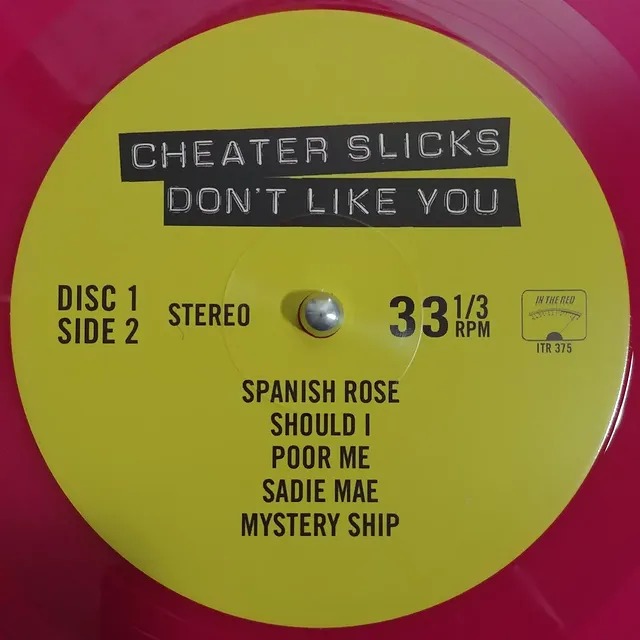 CHEATER SLICKS
DON'T LIKE YOU
DISC 1
SIDE 2
STEREO
33 1/3
RPM
IN THE RED
ITR 375
SPANISH ROSE
SHOULD I
POOR ME
SADIE MAE
MYSTERY SHIP